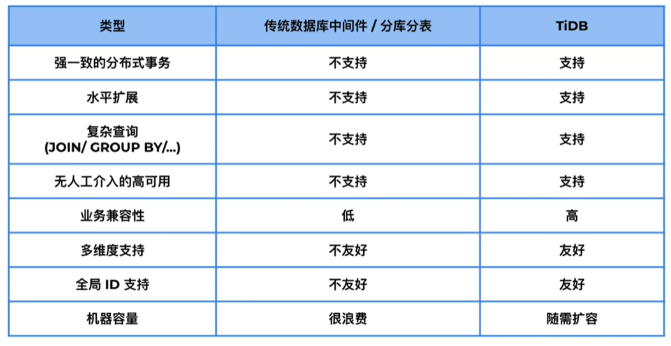 类型 传统数据库中间件 / 分库分表 TiDB
强一致的分布式事务 不支持 支持
水平扩展 不支持 支持
复杂查询
(JOIN/ GROUP BY/...) 不支持 支持
无人工介入的高可用 不支持 支持
业务兼容性 低 高
多维度支持 不友好 友好
全局 ID 支持 不友好 友好
机器容量 很浪费 随需扩容